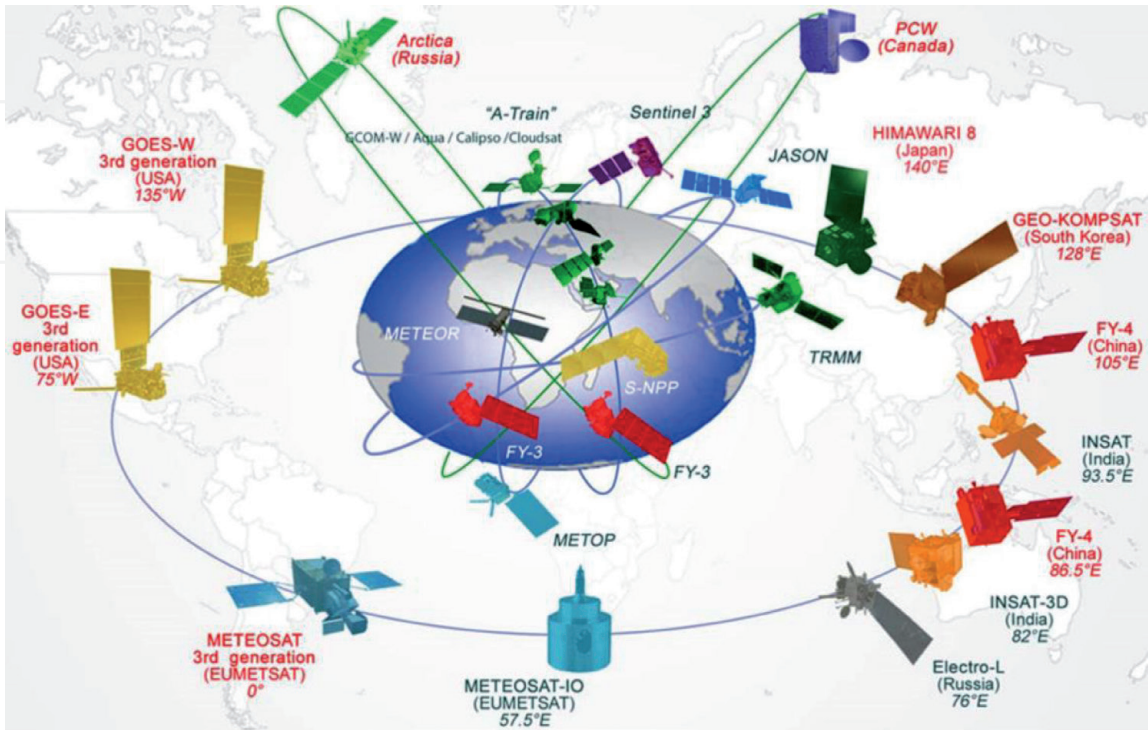 Arctica
(Russia)
PCW
(Canada)
"A-Train"
GCOM-W / Aqua / Calipso /Cloudsat
Sentinel 3
JASON
HIMAWARI 8
(Japan)
140°E
GOES-W
3rd generation
(USA)
135°W
GEO-KOMPSAT
(South Korea)
128°E
GOES-E
3rd
generation
(USA)
75°W
METEOR
TRMM
FY-4
(China)
105°E
S-NPP
FY-3
FY-3
INSAT
(India)
93.5°E
METOP
FY-4
(China)
86.5°E
INSAT-3D
(India)
82°E
METEOSAT
3rd generation
(EUMETSAT)
0°
METEOSAT-IO
(EUMETSAT)
57.5°E
Electro-L
(Russia)
76°E